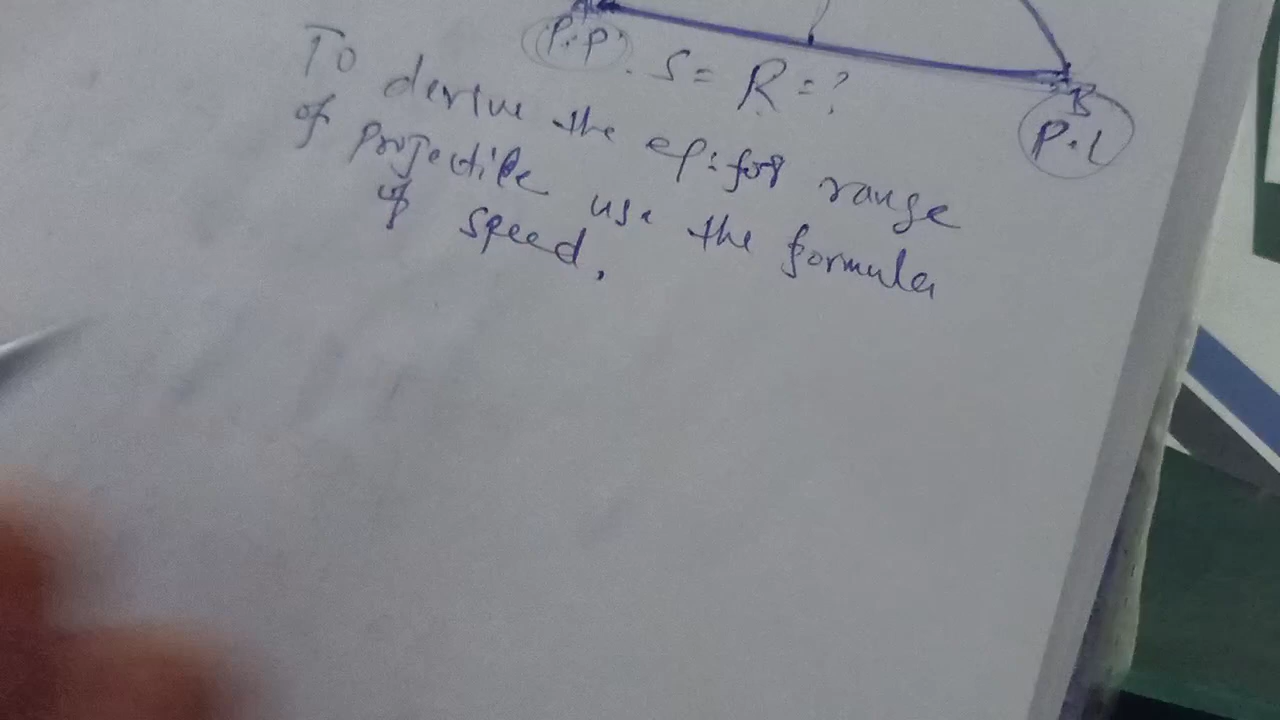 A
P.P.
S = R = ?
B
P.L
To derive the eq: for range
of projectile use the formula
of speed.